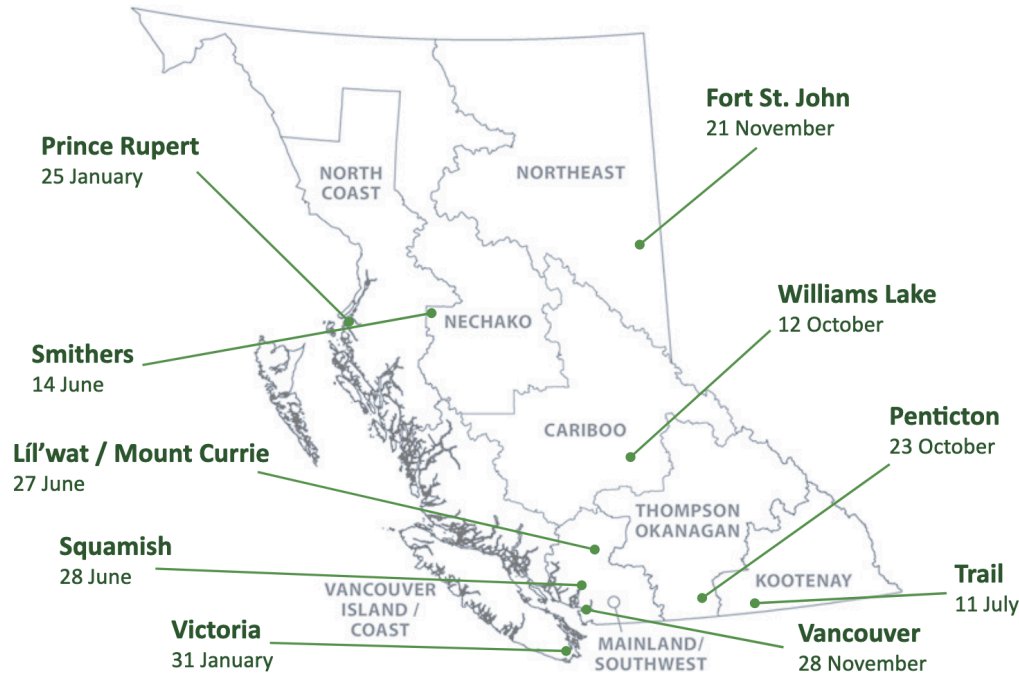 Fort St. John
21 November
Prince Rupert
25 January
NORTH
COAST
NORTHEAST
Williams Lake
12 October
NECHAKO
Smithers
14 June
Penticton
23 October
CARIBOO
Líl’wat / Mount Currie
27 June
THOMPSON
OKANAGAN
Squamish
28 June
VANCOUVER
ISLAND /
COAST
KOOTENAY
Trail
11 July
Victoria
31 January
MAINLAND/
SOUTHWEST
Vancouver
28 November